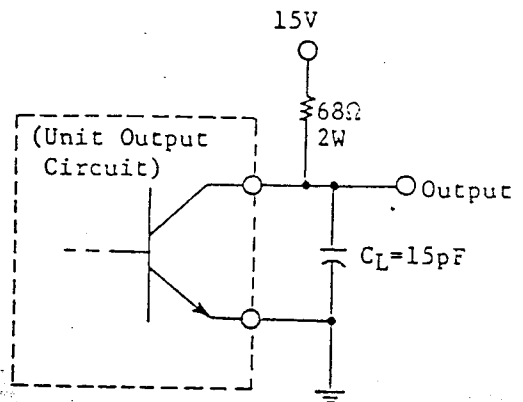 15V
68Ω
2W
(Unit Output
Circuit)
Output
CL=15pF